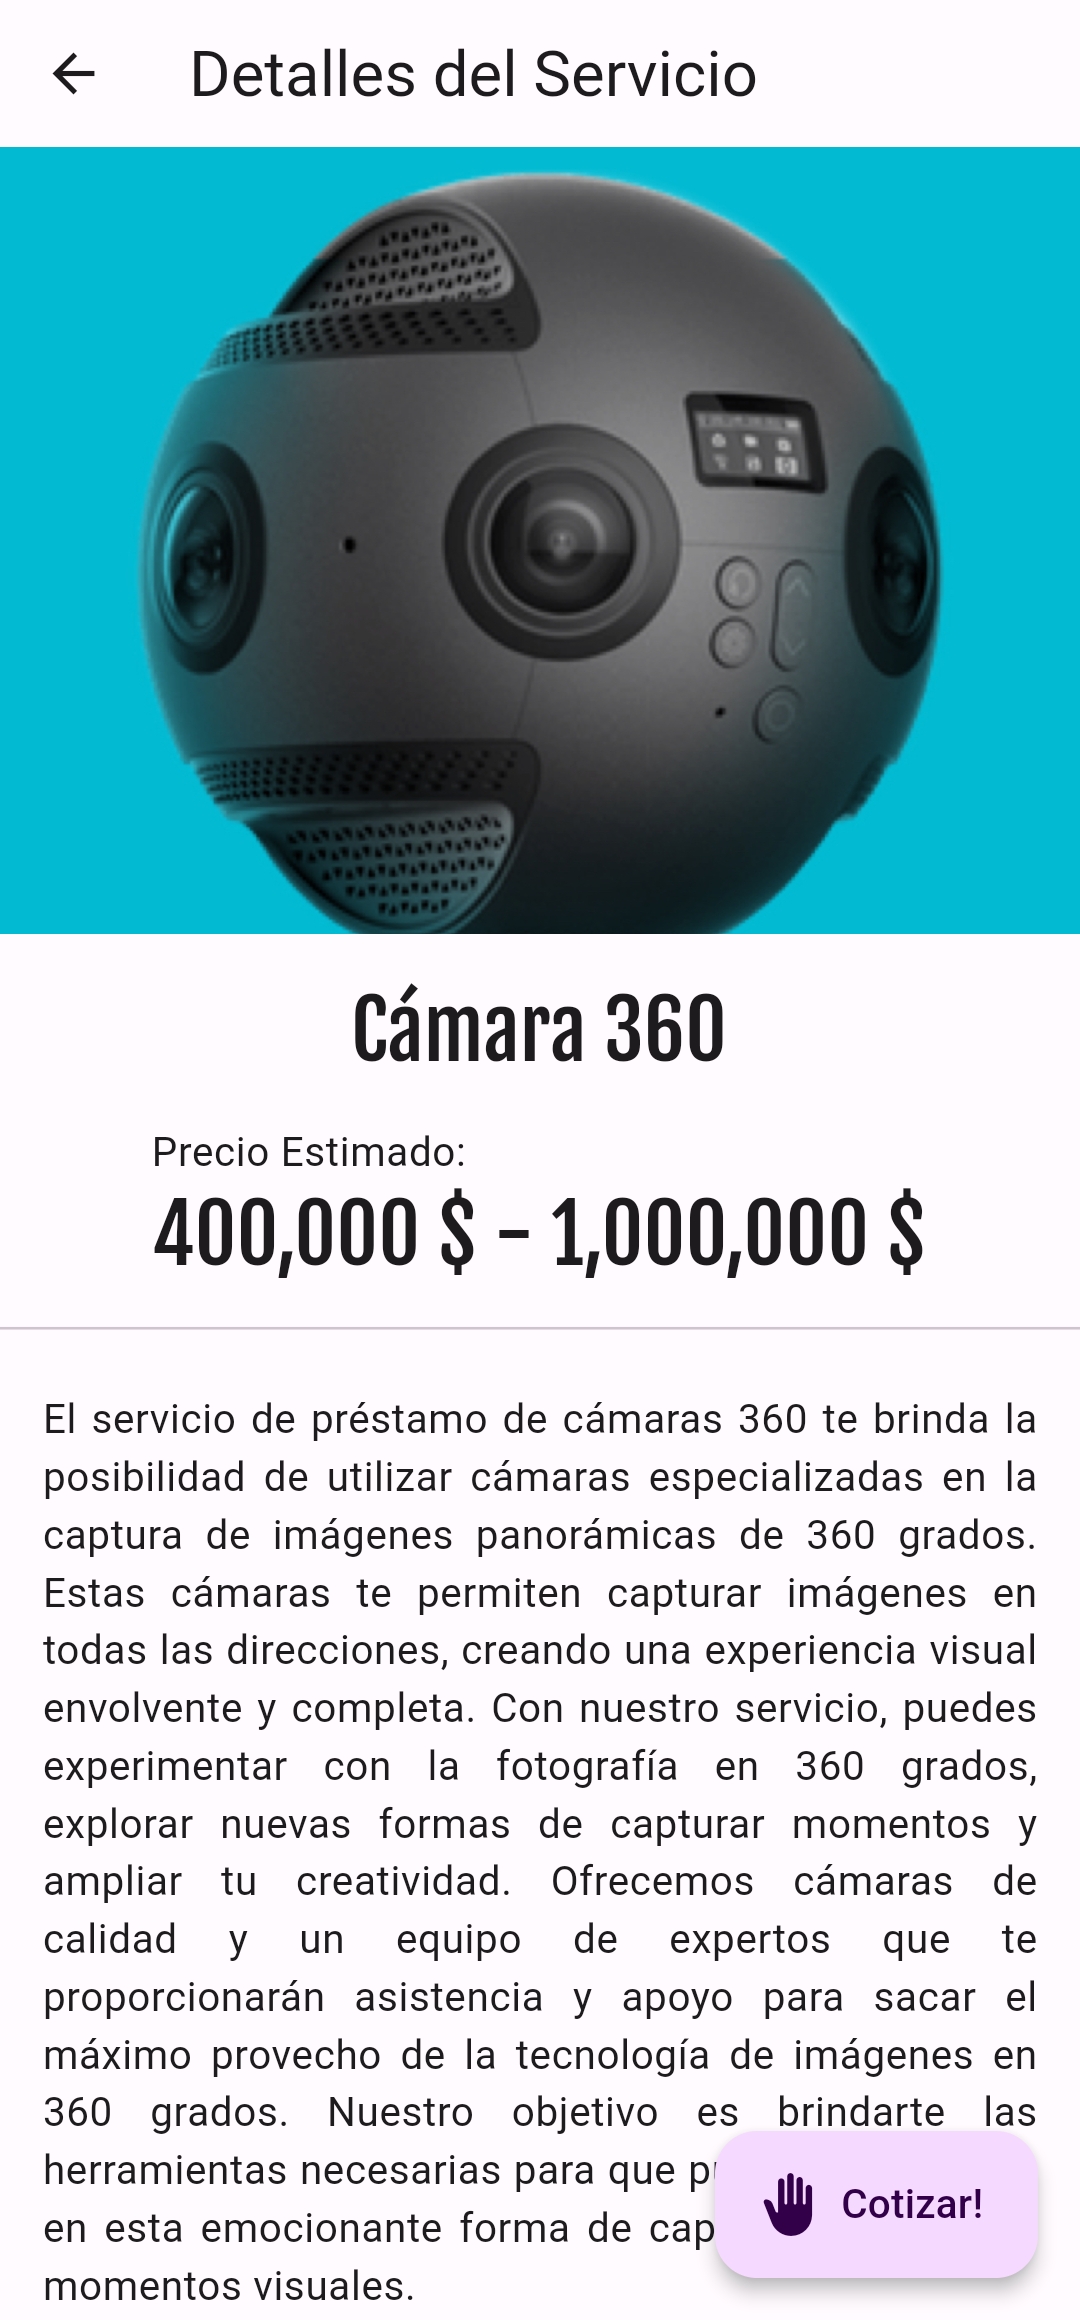 Detalles del Servicio
Cámara 360
Precio Estimado:
400,000 $ - 1,000,000 $
El servicio de préstamo de cámaras 360 te brinda la
posibilidad de utilizar cámaras especializadas en la
captura de imágenes panorámicas de 360 grados.
Estas cámaras te permiten capturar imágenes en
todas las direcciones, creando una experiencia visual
envolvente y completa. Con nuestro servicio, puedes
experimentar con la fotografía en 360 grados,
explorar nuevas formas de capturar momentos y
ampliar tu creatividad. Ofrecemos cámaras de
calidad y un equipo de expertos que te
proporcionarán asistencia y apoyo para sacar el
máximo provecho de la tecnología de imágenes en
360 grados. Nuestro objetivo es brindarte las
herramientas necesarias para que
en esta emocionante forma de
momentos visuales.
Cotizar!